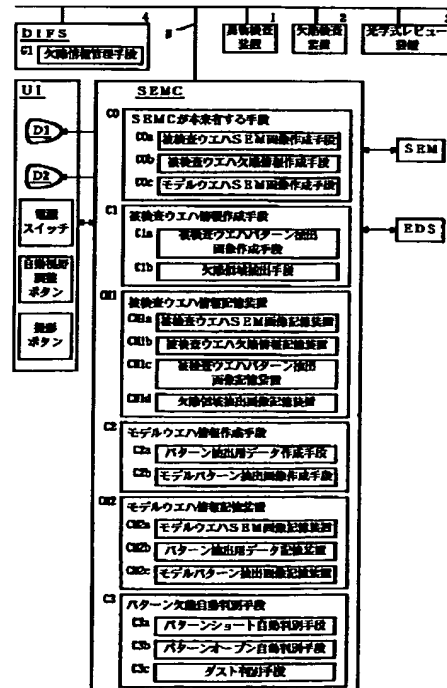 4
DIFS
G1 欠陥情報管理手段
1
異物検査
装置
2
欠陥検査
装置
3
光学式レビュー
装置
UI
D1
D2
電源
スイッチ
自動視野
調整
ボタン
撮影
ボタン
SEMC
C0
SEMCが本来有する手段
C0a 被検査ウエハSEM画像作成手段
C0b 被検査ウエハ欠陥情報作成手段
C0c モデルウエハSEM画像作成手段
SEM
EDS
C1
被検査ウエハ情報作成手段
C1a 被検査ウエハパターン抽出
画像作成手段
C1b 欠陥領域抽出手段
CM1
被検査ウエハ情報記憶装置
CM1a 被検査ウエハSEM画像記憶装置
CM1b 被検査ウエハ欠陥情報記憶装置
CM1c 被検査ウエハパターン抽出
画像記憶装置
CM1d 欠陥領域抽出画像記憶装置
C2
モデルウエハ情報作成手段
C2a パターン抽出用データ作成手段
C2b モデルパターン抽出画像作成手段
CM2
モデルウエハ情報記憶装置
CM2a モデルウエハSEM画像記憶装置
CM2b パターン抽出用データ記憶装置
CM2c モデルパターン抽出画像記憶装置
C3
パターン欠陥自動判別手段
C3a パターンショート自動判別手段
C3b パターンオープン自動判別手段
C3c ダスト判別手段